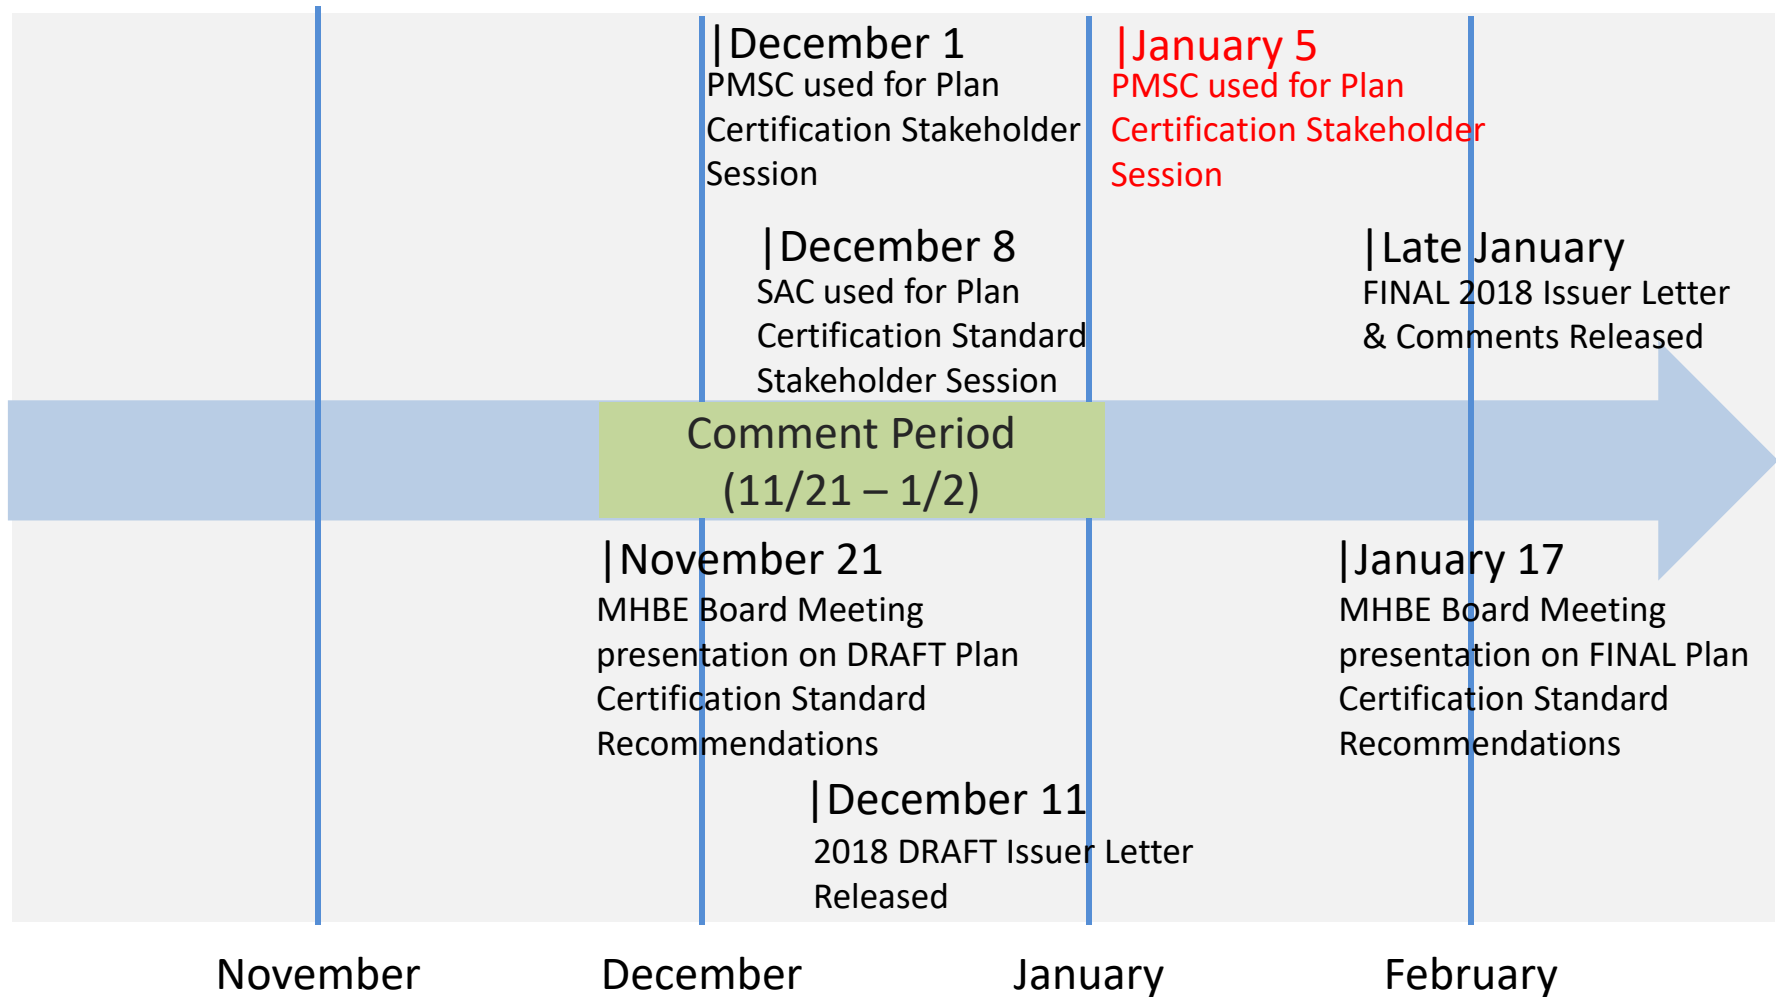 |December 1
PMSC used for Plan
Certification Stakeholder
Session
|January 5
PMSC used for Plan
Certification Stakeholder
Session
|December 8
SAC used for Plan
Certification Standard
Stakeholder Session
|Late January
FINAL 2018 Issuer Letter
& Comments Released
Comment Period
(11/21 – 1/2)
|November 21
MHBE Board Meeting
presentation on DRAFT Plan
Certification Standard
Recommendations
|January 17
MHBE Board Meeting
presentation on FINAL Plan
Certification Standard
Recommendations
|December 11
2018 DRAFT Issuer Letter
Released
November
December
January
February